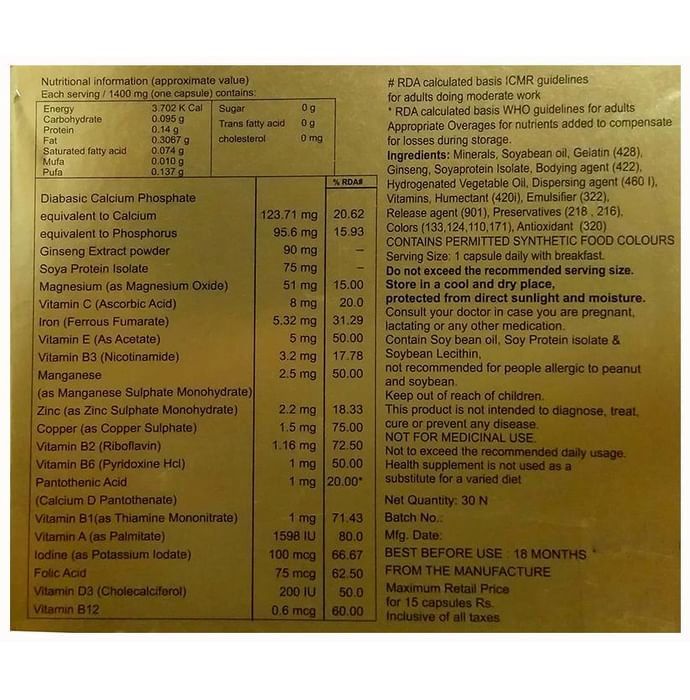 Nutritional information (approximate value)
Each serving / 1400 mg (one capsule) contains:
Energy 3.702 K Cal
Carbohydrate 0.095 g
Protein 0.14 g
Fat 0.3067 g
Saturated fatty acid 0.074 g
Mufa 0.010 g
Pufa 0.137 g
Sugar 0 g
Trans fatty acid 0 g
cholesterol 0 mg
% RDA#
Diabasic Calcium Phosphate
equivalent to Calcium 123.71 mg 20.62
equivalent to Phosphorus 95.6 mg 15.93
Ginseng Extract powder 90 mg –
Soya Protein Isolate 75 mg –
Magnesium (as Magnesium Oxide) 51 mg 15.00
Vitamin C (Ascorbic Acid) 8 mg 20.0
Iron (Ferrous Fumarate) 5.32 mg 31.29
Vitamin E (As Acetate) 5 mg 50.00
Vitamin B3 (Nicotinamide) 3.2 mg 17.78
Manganese 2.5 mg 50.00
(as Manganese Sulphate Monohydrate)
Zinc (as Zinc Sulphate Monohydrate) 2.2 mg 18.33
Copper (as Copper Sulphate) 1.5 mg 75.00
Vitamin B2 (Riboflavin) 1.16 mg 72.50
Vitamin B6 (Pyridoxine Hcl) 1 mg 50.00
Pantothenic Acid 1 mg 20.00*
(Calcium D Pantothenate)
Vitamin B1(as Thiamine Mononitrate) 1 mg 71.43
Vitamin A (as Palmitate) 1598 IU 80.0
Iodine (as Potassium Iodate) 100 mcg 66.67
Folic Acid 75 mcg 62.50
Vitamin D3 (Cholecalciferol) 200 IU 50.0
Vitamin B12 0.6 mcg 60.00
# RDA calculated basis ICMR guidelines
for adults doing moderate work
* RDA calculated basis WHO guidelines for adults
Appropriate Overages for nutrients added to compensate
for losses during storage.
Ingredients: Minerals, Soyabean oil, Gelatin (428),
Ginseng, Soyaprotein Isolate, Bodying agent (422),
Hydrogenated Vegetable Oil, Dispersing agent (460 I),
Vitamins, Humectant (420i), Emulsifier (322),
Release agent (901), Preservatives (218 , 216),
Colors (133,124,110,171), Antioxidant (320)
CONTAINS PERMITTED SYNTHETIC FOOD COLOURS
Serving Size: 1 capsule daily with breakfast.
Do not exceed the recommended serving size.
Store in a cool and dry place,
protected from direct sunlight and moisture.
Consult your doctor in case you are pregnant,
lactating or any other medication.
Contain Soy bean oil, Soy Protein isolate &
Soybean Lecithin,
not recommended for people allergic to peanut
and soybean.
Keep out of reach of children.
This product is not intended to diagnose, treat,
cure or prevent any disease.
NOT FOR MEDICINAL USE.
Not to exceed the recommended daily usage.
Health supplement is not used as a
substitute for a varied diet
Net Quantity: 30 N
Batch No.:
Mfg. Date:
BEST BEFORE USE : 18 MONTHS
FROM THE MANUFACTURE
Maximum Retail Price
for 15 capsules Rs.
Inclusive of all taxes